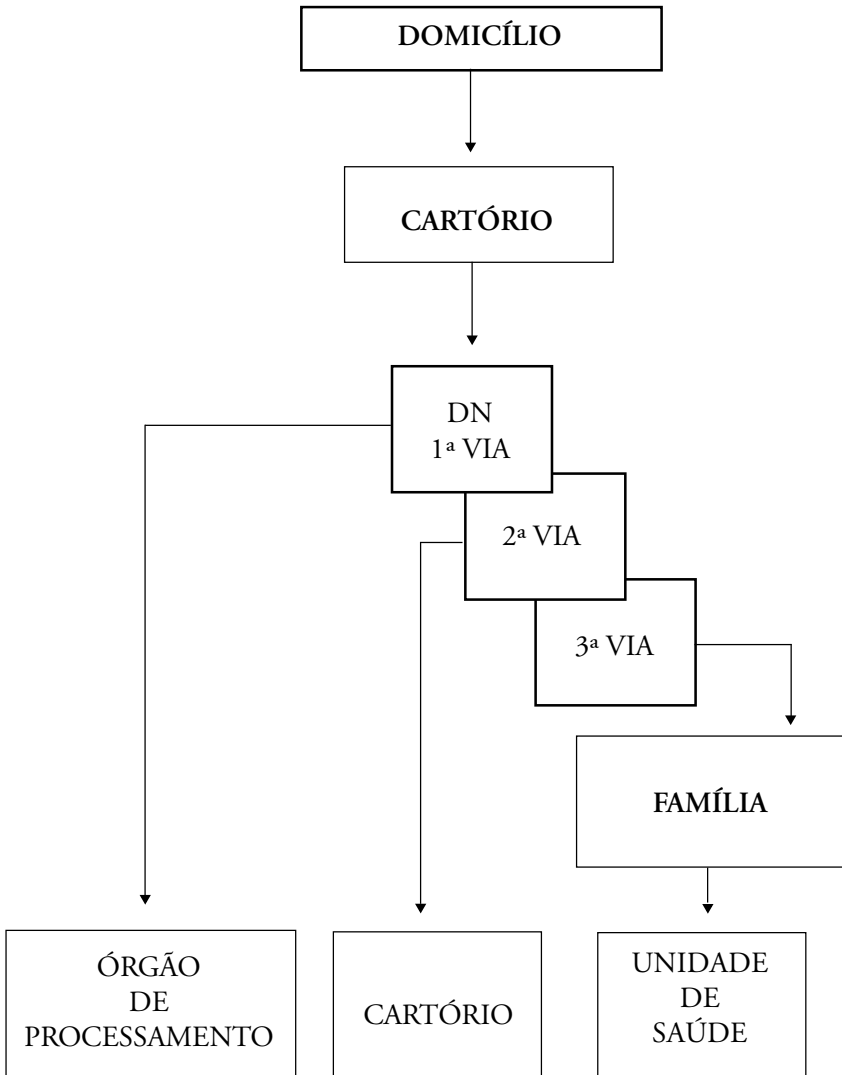 DOMICÍLIO
CARTÓRIO
DN
1ª VIA
2ª VIA
3ª VIA
FAMÍLIA
ÓRGÃO
DE
PROCESSAMENTO
CARTÓRIO
UNIDADE
DE
SAÚDE